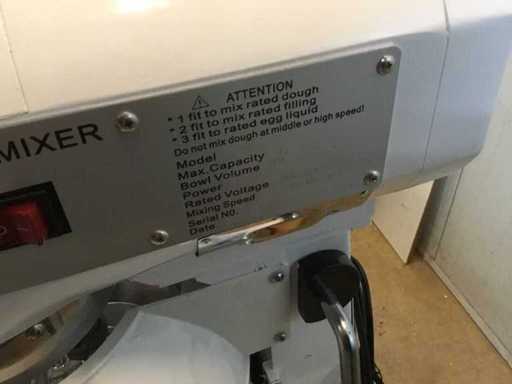 MIXER
ATTENTION
• 1 fit to mix rated dough
• 2 fit to mix rated filling
• 3 fit to rated egg liquid
Do not mix dough at middle or high speed!
Model
Max.Capacity
Bowl Volume
Power
Rated Voltage
Mixing Speed
Serial NO.
Date